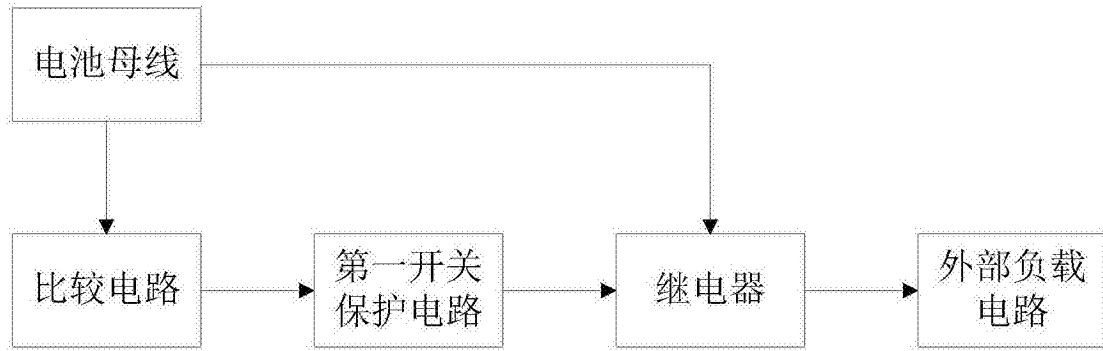 电池母线
比较电路
第一开关
保护电路
继电器
外部负载
电路